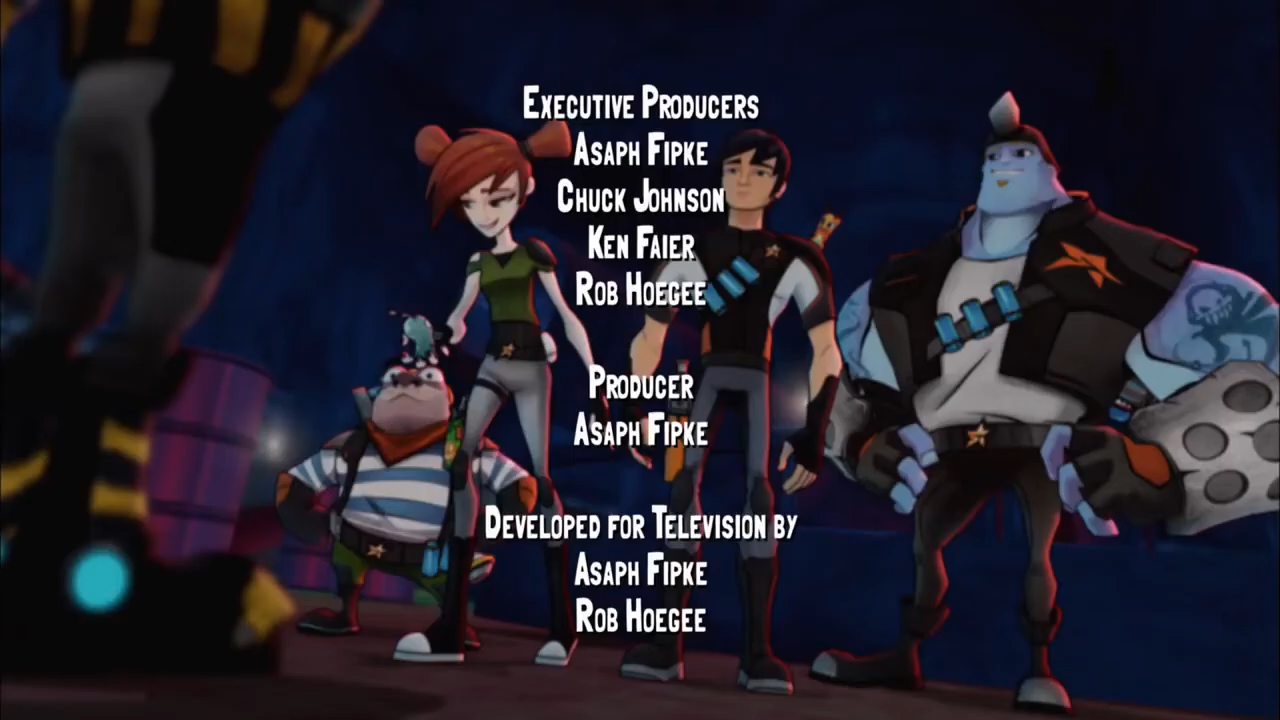 Executive Producers
Asaph Fipke
Chuck Johnson
Ken Faier
Rob Hoegee
Producer
Asaph Fipke
Developed for Television by
Asaph Fipke
Rob Hoegee